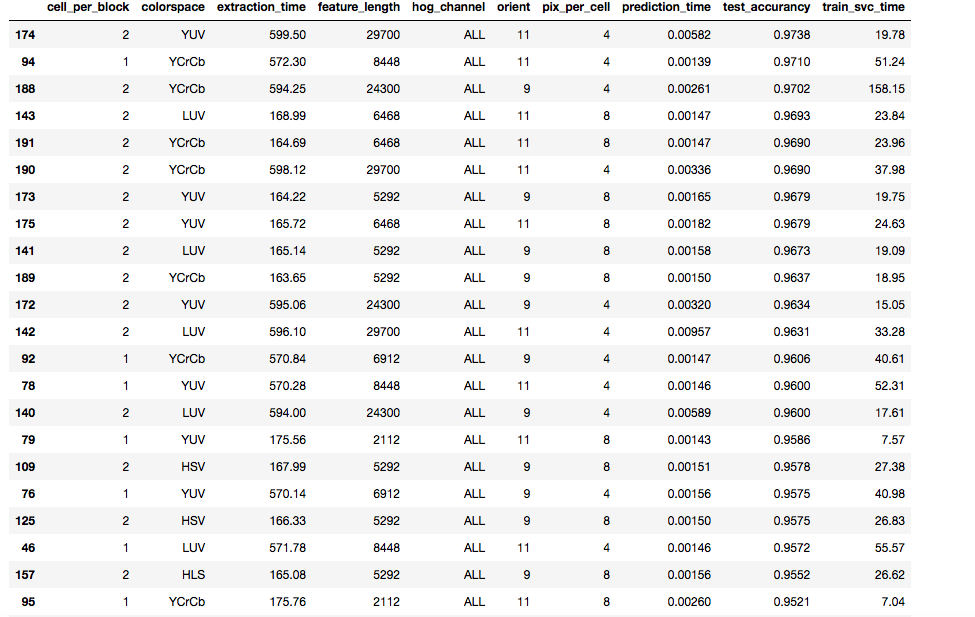 cell_per_block colorspace extraction_time feature_length hog_channel orient pix_per_cell prediction_time test_accurancy train_svc_time
174 2 YUV 599.50 29700 ALL 11 4 0.00582 0.9738 19.78
94 1 YCrCb 572.30 8448 ALL 11 4 0.00139 0.9710 51.24
188 2 YCrCb 594.25 24300 ALL 9 4 0.00261 0.9702 158.15
143 2 LUV 168.99 6468 ALL 11 8 0.00147 0.9693 23.84
191 2 YCrCb 164.69 6468 ALL 11 8 0.00147 0.9690 23.96
190 2 YCrCb 598.12 29700 ALL 11 4 0.00336 0.9690 37.98
173 2 YUV 164.22 5292 ALL 9 8 0.00165 0.9679 19.75
175 2 YUV 165.72 6468 ALL 11 8 0.00182 0.9679 24.63
141 2 LUV 165.14 5292 ALL 9 8 0.00158 0.9673 19.09
189 2 YCrCb 163.65 5292 ALL 9 8 0.00150 0.9637 18.95
172 2 YUV 595.06 24300 ALL 9 4 0.00320 0.9634 15.05
142 2 LUV 596.10 29700 ALL 11 4 0.00957 0.9631 33.28
92 1 YCrCb 570.84 6912 ALL 9 4 0.00147 0.9606 40.61
78 1 YUV 570.28 8448 ALL 11 4 0.00146 0.9600 52.31
140 2 LUV 594.00 24300 ALL 9 4 0.00589 0.9600 17.61
79 1 YUV 175.56 2112 ALL 11 8 0.00143 0.9586 7.57
109 2 HSV 167.99 5292 ALL 9 8 0.00151 0.9578 27.38
76 1 YUV 570.14 6912 ALL 9 4 0.00156 0.9575 40.98
125 2 HSV 166.33 5292 ALL 9 8 0.00150 0.9575 26.83
46 1 LUV 571.78 8448 ALL 11 4 0.00146 0.9572 55.57
157 2 HLS 165.08 5292 ALL 9 8 0.00156 0.9552 26.62
95 1 YCrCb 175.76 2112 ALL 11 8 0.00260 0.9521 7.04